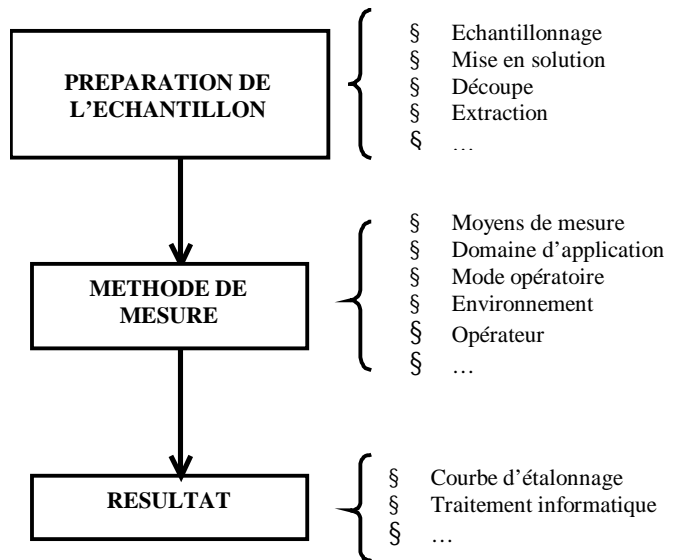 PREPARATION DE
L'ECHANTILLON
§ Echantillonnage
§ Mise en solution
§ Découpe
§ Extraction
§ …
METHODE DE
MESURE
§ Moyens de mesure
§ Domaine d'application
§ Mode opératoire
§ Environnement
§ Opérateur
§ …
RESULTAT
§ Courbe d'étalonnage
§ Traitement informatique
§ …